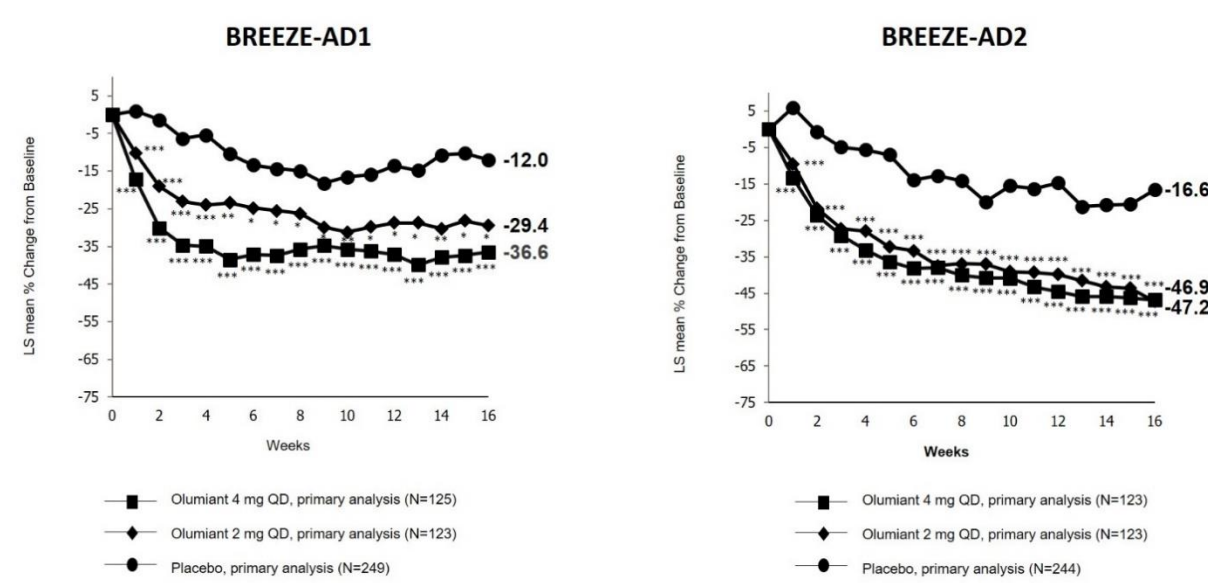 BREEZE-AD1
LS mean % Change from Baseline
5
-5
-15
-25
-35
-45
-55
-65
-75
0 2 4 6 8 10 12 14 16
Weeks
-12.0
-29.4
-36.6
*** *** *** *** ** * * * * ** * * * ** * *
*** *** *** *** *** *** *** *** *** *** *** *** *** *** *** ***
Olumiant 4 mg QD, primary analysis (N=125)
Olumiant 2 mg QD, primary analysis (N=123)
Placebo, primary analysis (N=249)
BREEZE-AD2
LS mean % Change from Baseline
5
-5
-15
-25
-35
-45
-55
-65
-75
0 2 4 6 8 10 12 14 16
Weeks
-16.6
-46.9
-47.2
*** *** *** *** *** *** *** *** *** *** *** *** *** *** *** ***
*** *** *** *** *** *** *** *** *** *** *** *** *** *** *** ***
Olumiant 4 mg QD, primary analysis (N=123)
Olumiant 2 mg QD, primary analysis (N=123)
Placebo, primary analysis (N=244)